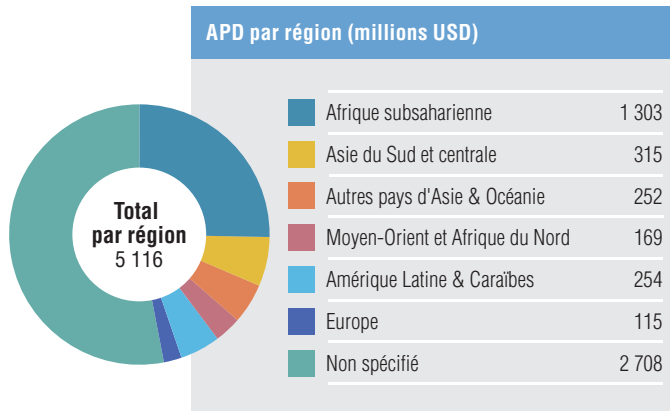 APD par région (millions USD)
Total
par région
5 116
Afrique subsaharienne 1 303
Asie du Sud et centrale 315
Autres pays d'Asie & Océanie 252
Moyen-Orient et Afrique du Nord 169
Amérique Latine & Caraïbes 254
Europe 115
Non spécifié 2 708